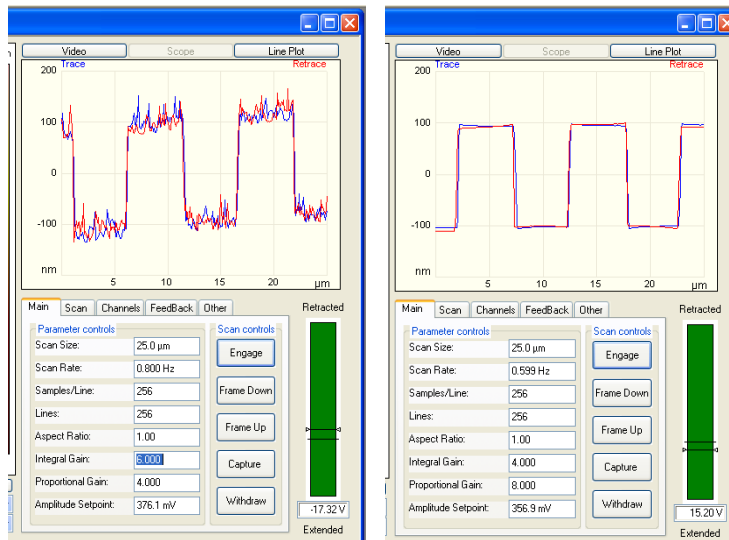 Video Scope Line Plot
Trace Retrace
200
100
0
-100
nm
5 10 15 20 μm
Main Scan Channels FeedBack Other
Retracted
Parameter controls
Scan controls
Scan Size: 25.0 μm
Scan Rate: 0.800 Hz
Samples/Line: 256
Lines: 256
Aspect Ratio: 1.00
Integral Gain: 6.000
Proportional Gain: 4.000
Amplitude Setpoint: 376.1 mV
Engage
Frame Down
Frame Up
Capture
Withdraw
-17.32 V
Extended
Video Scope Line Plot
Trace Retrace
200
100
0
-100
nm
5 10 15 20 μm
Main Scan Channels FeedBack Other
Retracted
Parameter controls
Scan controls
Scan Size: 25.0 μm
Scan Rate: 0.599 Hz
Samples/Line: 256
Lines: 256
Aspect Ratio: 1.00
Integral Gain: 4.000
Proportional Gain: 8.000
Amplitude Setpoint: 356.9 mV
Engage
Frame Down
Frame Up
Capture
Withdraw
15.20 V
Extended